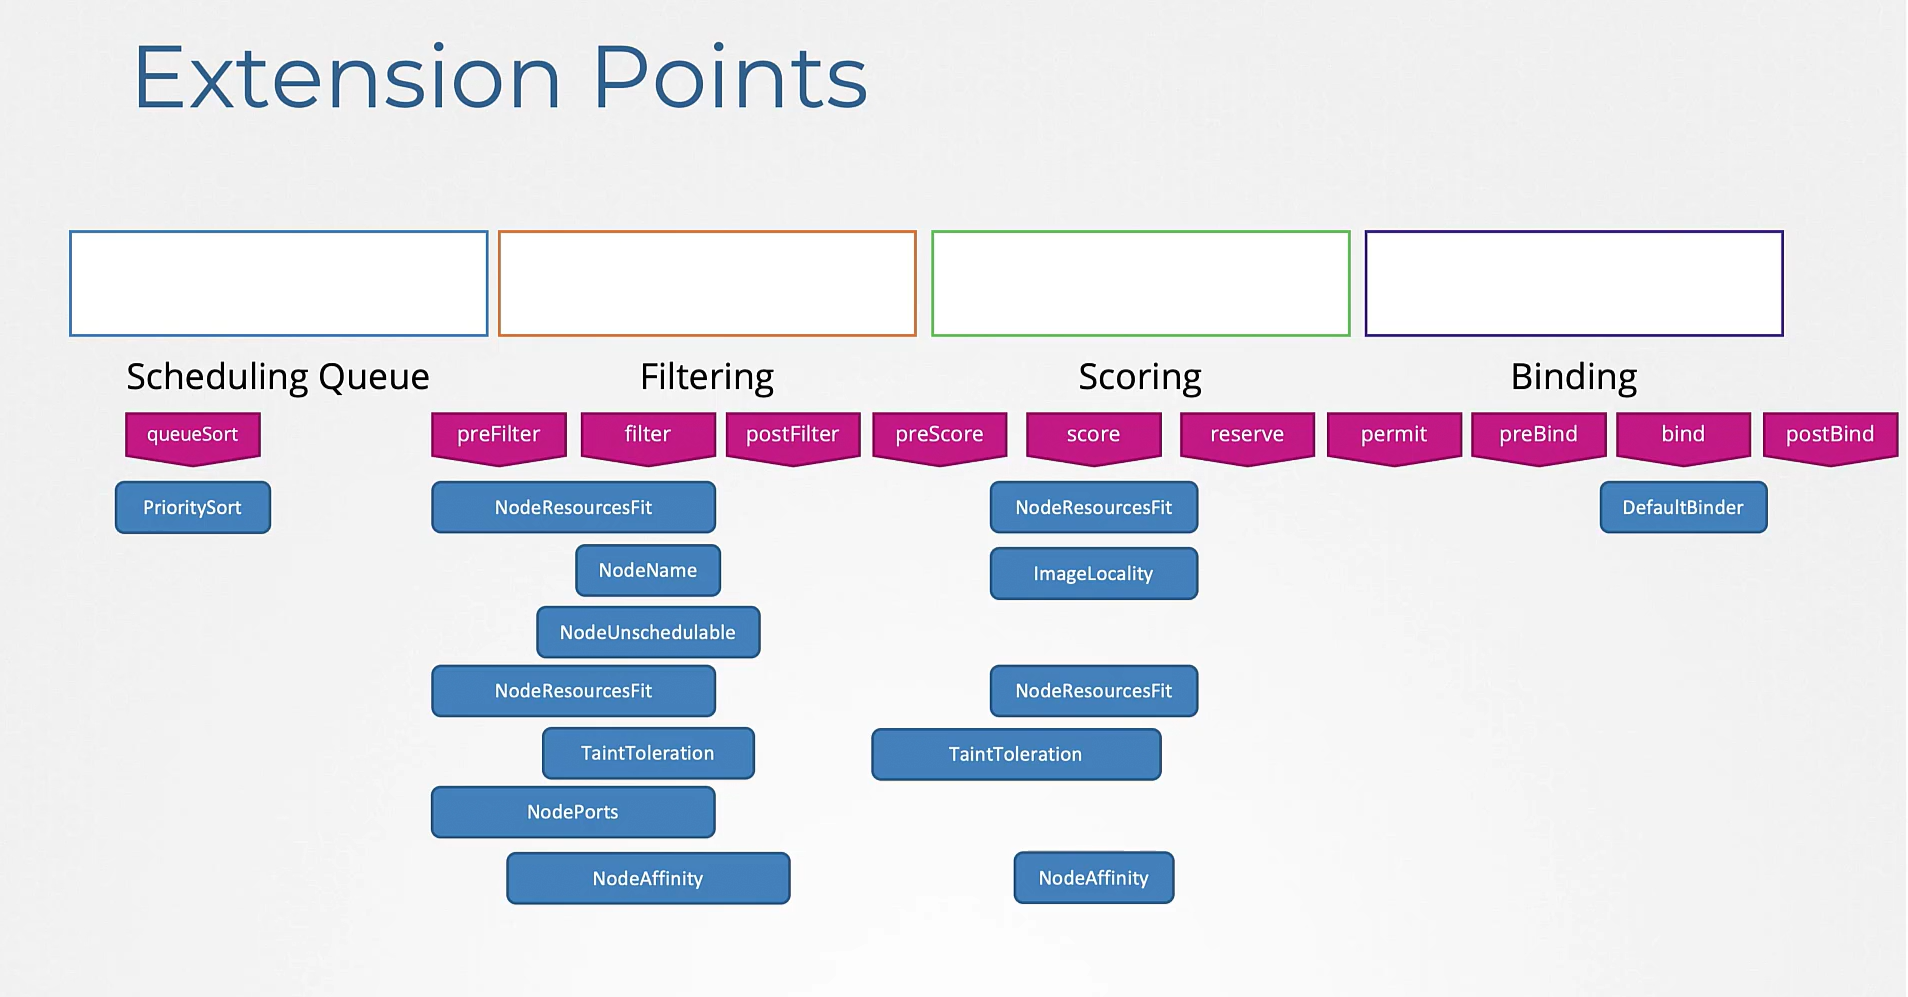 Extension Points
Scheduling Queue Filtering Scoring Binding
queueSort preFilter filter postFilter preScore score reserve permit preBind bind postBind
PrioritySort NodeResourcesFit NodeResourcesFit DefaultBinder
NodeName ImageLocality
NodeUnschedulable
NodeResourcesFit NodeResourcesFit
TaintToleration TaintToleration
NodePorts
NodeAffinity NodeAffinity